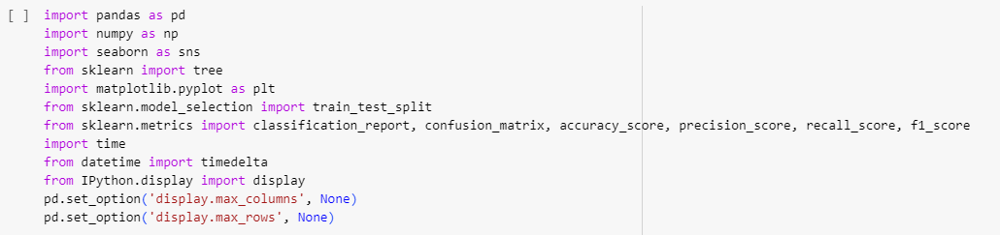 [ ] import pandas as pd
import numpy as np
import seaborn as sns
from sklearn import tree
import matplotlib.pyplot as plt
from sklearn.model_selection import train_test_split
from sklearn.metrics import classification_report, confusion_matrix, accuracy_score, precision_score, recall_score, f1_score
import time
from datetime import timedelta
from IPython.display import display
pd.set_option('display.max_columns', None)
pd.set_option('display.max_rows', None)